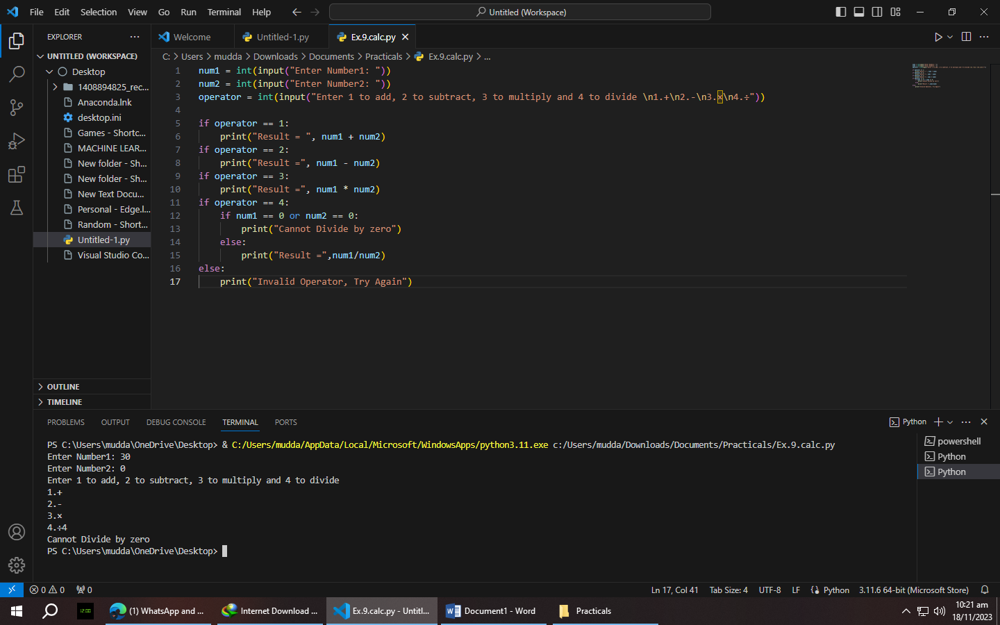 File Edit Selection View Go Run Terminal Help
Untitled (Workspace)
EXPLORER
UNTITLED (WORKSPACE)
Desktop
1408894825_rec...
Anaconda.lnk
desktop.ini
Games - Shortc...
MACHINE LEAR...
New folder - Sh...
New folder - Sh...
New Text Docu...
Personal - Edge.l...
Random - Short...
Untitled-1.py
Visual Studio Co...
OUTLINE
TIMELINE
Welcome Untitled-1.py Ex.9.calc.py
C: > Users > mudda > Downloads > Documents > Practicals > Ex.9.calc.py > ...
1 num1 = int(input("Enter Number1: "))
2 num2 = int(input("Enter Number2: "))
3 operator = int(input("Enter 1 to add, 2 to subtract, 3 to multiply and 4 to divide \n1.+\n2.-\n3.×\n4.÷"))
4
5 if operator == 1:
6 print("Result = ", num1 + num2)
7 if operator == 2:
8 print("Result =", num1 - num2)
9 if operator == 3:
10 print("Result =", num1 * num2)
11 if operator == 4:
12 if num1 == 0 or num2 == 0:
13 print("Cannot Divide by zero")
14 else:
15 print("Result =",num1/num2)
16 else:
17 print("Invalid Operator, Try Again")
PROBLEMS OUTPUT DEBUG CONSOLE TERMINAL PORTS
Python
PS C:\Users\mudda\OneDrive\Desktop> & C:/Users/mudda/AppData/Local/Microsoft/WindowsApps/python3.11.exe c:/Users/mudda/Downloads/Documents/Practicals/Ex.9.calc.py
Enter Number1: 30
Enter Number2: 0
Enter 1 to add, 2 to subtract, 3 to multiply and 4 to divide
1.+
2.-
3.×
4.÷4
Cannot Divide by zero
PS C:\Users\mudda\OneDrive\Desktop>
powershell
Python
Python
0 0 0
Ln 17, Col 41 Tab Size: 4 UTF-8 LF Python 3.11.6 64-bit (Microsoft Store)
12:00
(1) WhatsApp and ...
Internet Download ...
Ex.9.calc.py - Untitl...
Document1 - Word
Practicals
10:21 am
18/11/2023